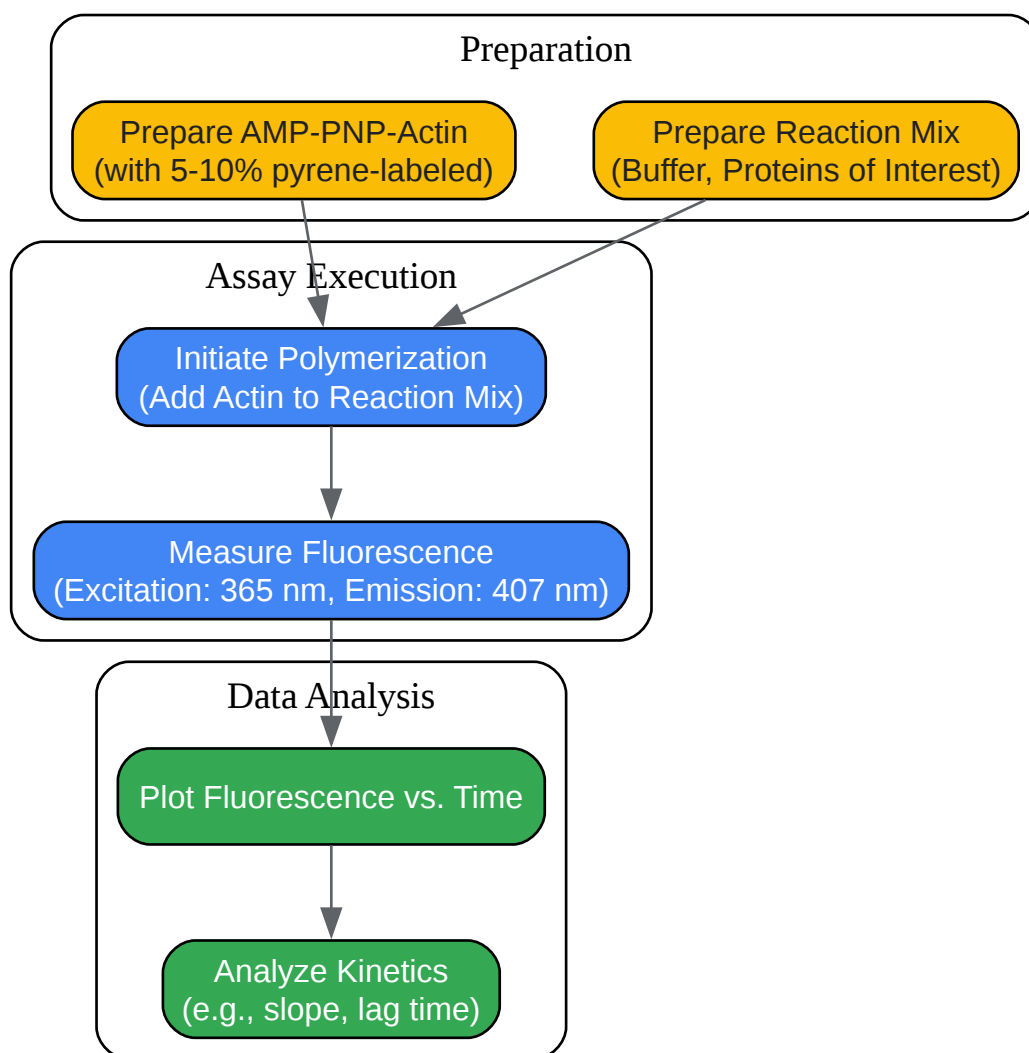 Preparation
Prepare AMP-PNP-Actin
(with 5-10% pyrene-labeled)
Prepare Reaction Mix
(Buffer, Proteins of Interest)
Assay Execution
Initiate Polymerization
(Add Actin to Reaction Mix)
Measure Fluorescence
(Excitation: 365 nm, Emission: 407 nm)
Data Analysis
Plot Fluorescence vs. Time
Analyze Kinetics
(e.g., slope, lag time)